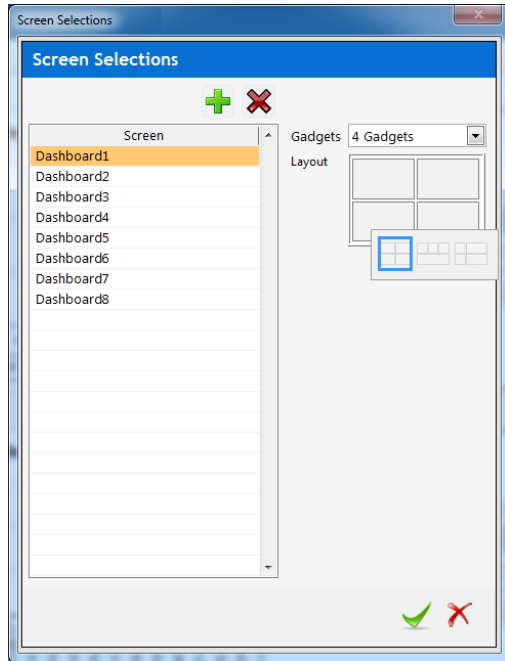 Screen Selections
Screen Selections
Screen
Gadgets 4 Gadgets
Layout
Dashboard1
Dashboard2
Dashboard3
Dashboard4
Dashboard5
Dashboard6
Dashboard7
Dashboard8